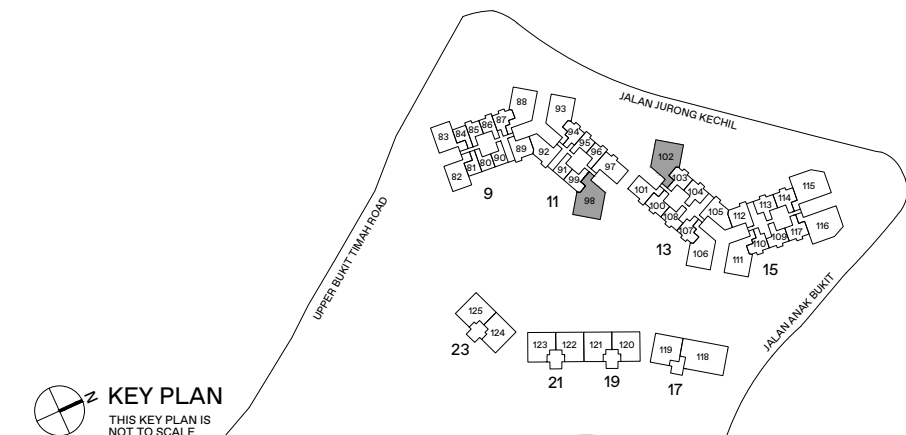 JALAN JURONG KECHIL
UPPER BUKIT TIMAH ROAD
JALAN ANAK BUKIT
83 84 85 86 87 88
82 81 80 90 89
9
92 93 94 95 96 97
91 99 98
11
102 103 104 105
101 100 108 107 106
13
112 113 114 115
111 110 109 117 116
15
125
124
23
123 122 121 120
21 19
119 118
17
N
KEY PLAN
THIS KEY PLAN IS
NOT TO SCALE